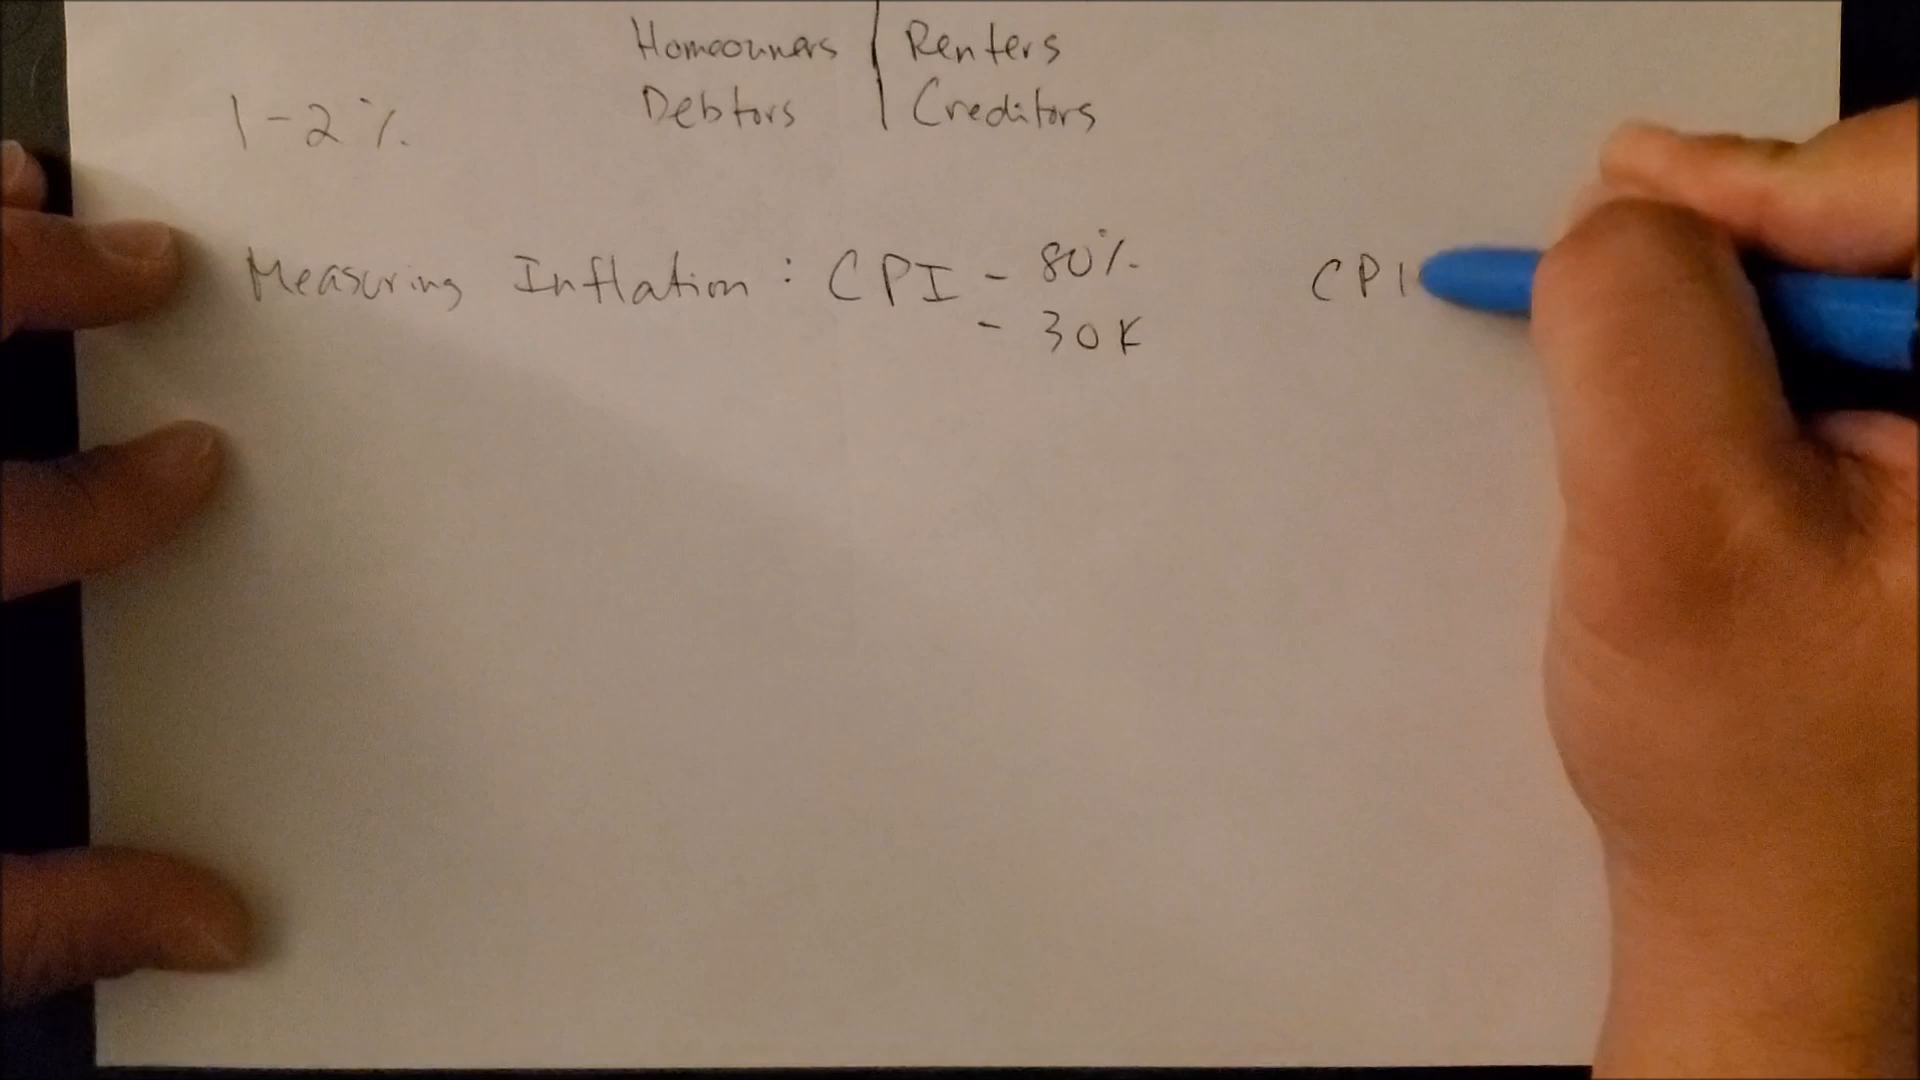 Homeowners | Renters
Debtors | Creditors
1-2%
Measuring Inflation: CPI - 80%
- 30K
CPI